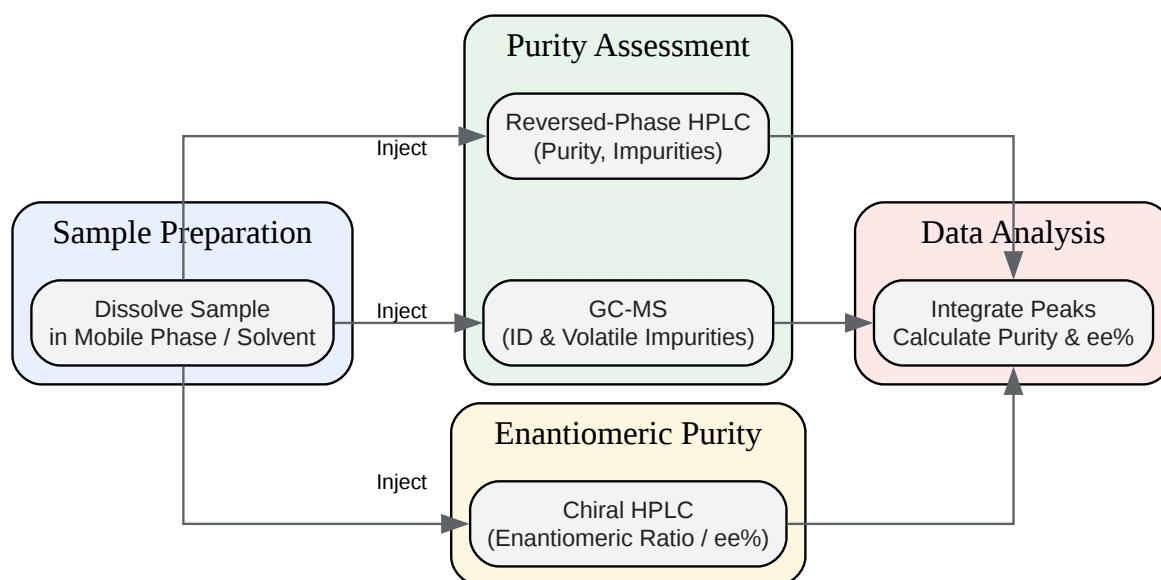 Purity Assessment
Reversed-Phase HPLC
(Purity, Impurities)
Inject
Sample Preparation
Dissolve Sample
in Mobile Phase / Solvent
Inject
GC-MS
(ID & Volatile Impurities)
Data Analysis
Integrate Peaks
Calculate Purity & ee%
Enantiomeric Purity
Inject
Chiral HPLC
(Enantiomeric Ratio / ee%)